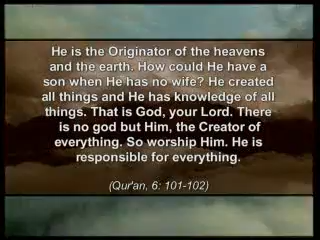 He is the Originator of the heavens
and the earth. How could He have a
son when He has no wife? He created
all things and He has knowledge of all
things. That is God, your Lord. There
is no god but Him, the Creator of
everything. So worship Him. He is
responsible for everything.
(Qur'an, 6: 101-102)